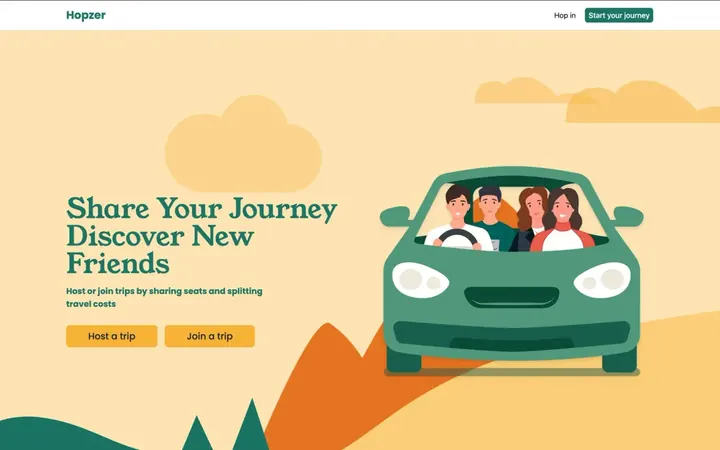 Hopzer
Hop in
Start your journey
Share Your Journey
Discover New
Friends
Host or join trips by sharing seats and splitting
travel costs
Host a trip
Join a trip